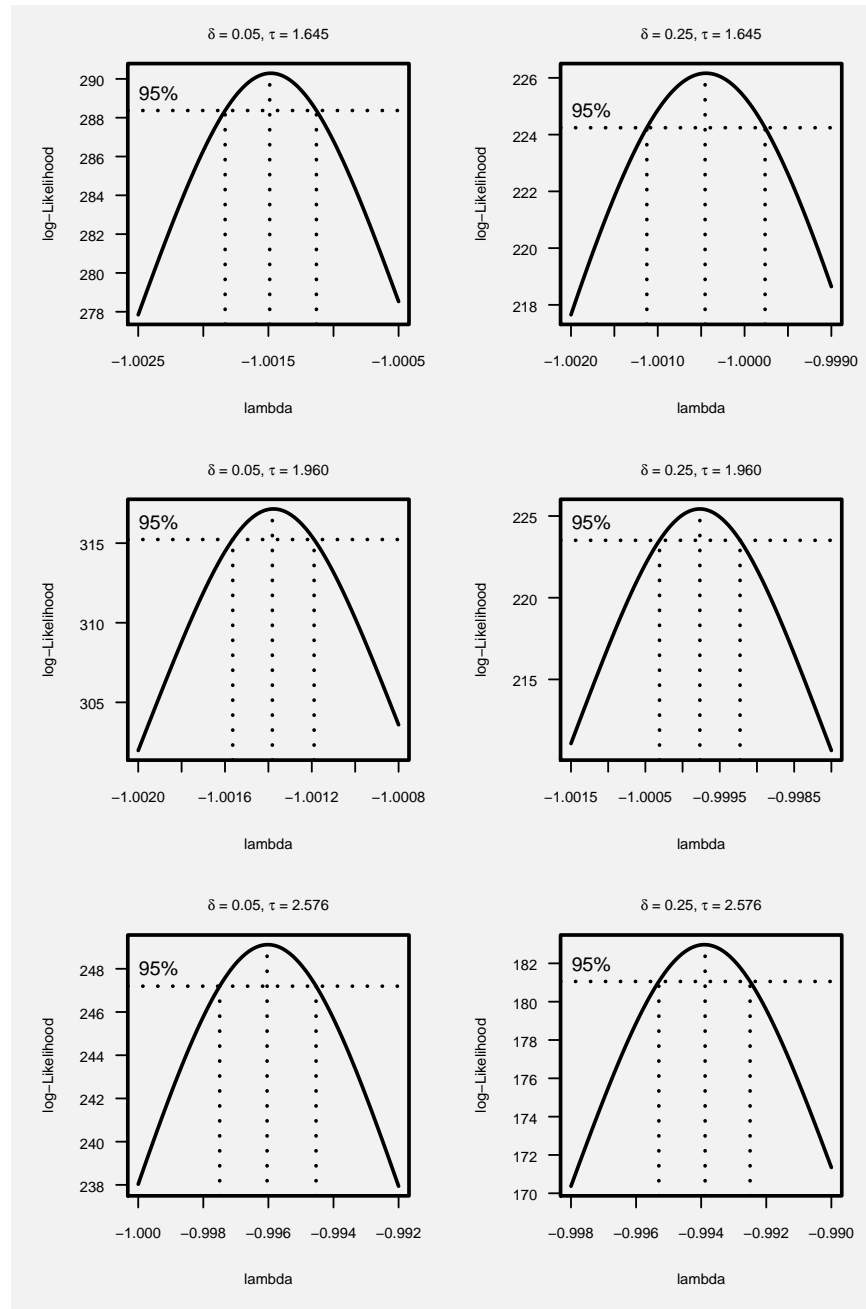 δ = 0.05, τ = 1.645
290
288
286
284
282
280
278
log−Likelihood
95%
−1.0025 −1.0015 −1.0005
lambda
δ = 0.25, τ = 1.645
226
224
222
220
218
log−Likelihood
95%
−1.0020 −1.0010 −1.0000 −0.9990
lambda
δ = 0.05, τ = 1.960
315
310
305
log−Likelihood
95%
−1.0020 −1.0016 −1.0012 −1.0008
lambda
δ = 0.25, τ = 1.960
225
220
215
log−Likelihood
95%
−1.0015 −1.0005 −0.9995 −0.9985
lambda
δ = 0.05, τ = 2.576
248
246
244
242
240
238
log−Likelihood
95%
−1.000 −0.998 −0.996 −0.994 −0.992
lambda
δ = 0.25, τ = 2.576
182
180
178
176
174
172
170
log−Likelihood
95%
−0.998 −0.996 −0.994 −0.992 −0.990
lambda